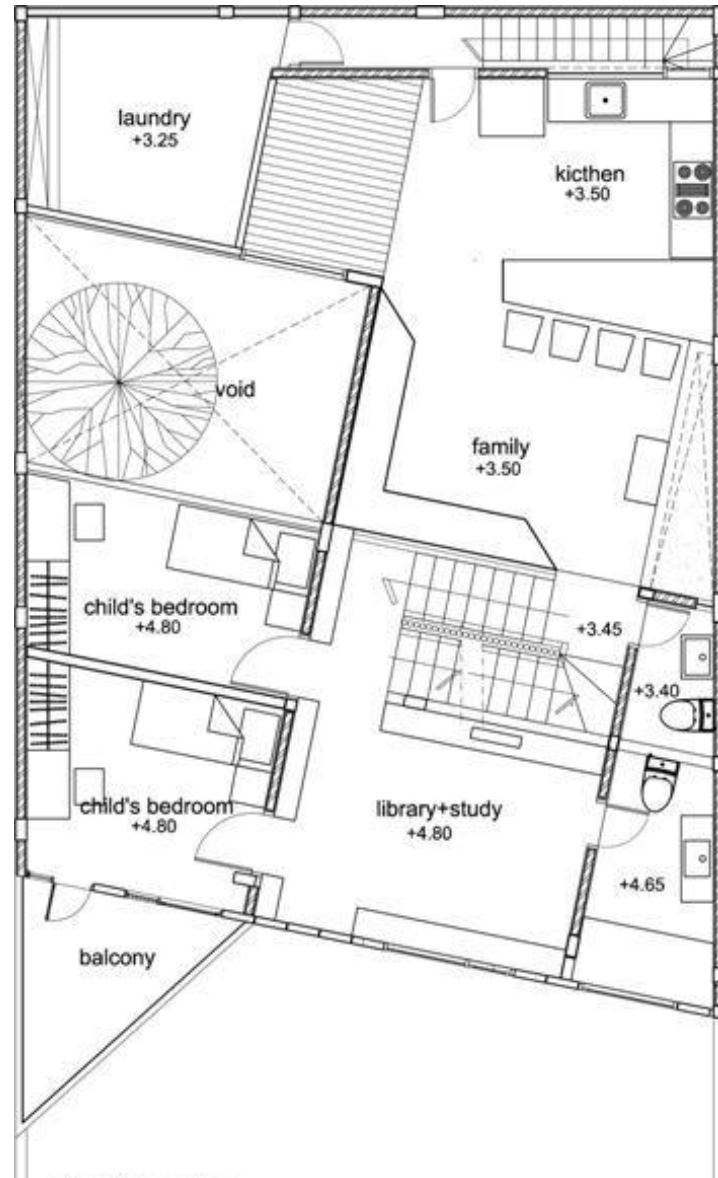 laundry
+3.25
kicthen
+3.50
void
family
+3.50
child's bedroom
+4.80
+3.45
+3.40
child's bedroom
+4.80
library+study
+4.80
+4.65
balcony